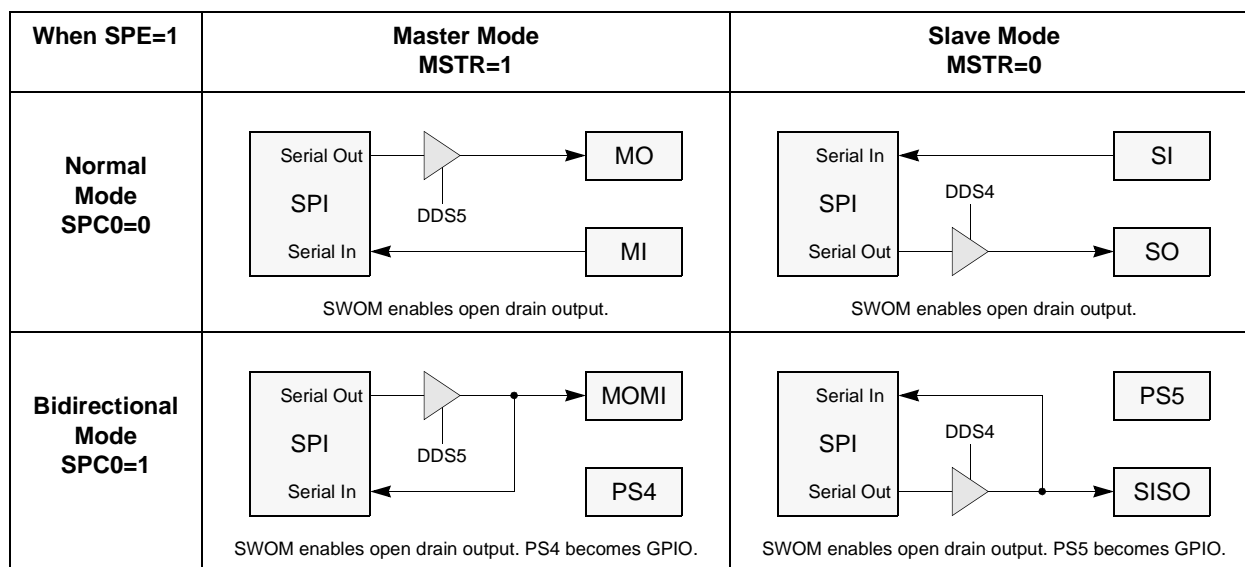 When SPE=1
Master Mode
MSTR=1
Slave Mode
MSTR=0
Normal
Mode
SPC0=0
Serial Out
SPI
Serial In
DDS5
MO
MI
SWOM enables open drain output.
Serial In
SPI
Serial Out
DDS4
SI
SO
SWOM enables open drain output.
Bidirectional
Mode
SPC0=1
Serial Out
SPI
Serial In
DDS5
MOMI
PS4
SWOM enables open drain output. PS4 becomes GPIO.
Serial In
SPI
Serial Out
DDS4
PS5
SISO
SWOM enables open drain output. PS5 becomes GPIO.